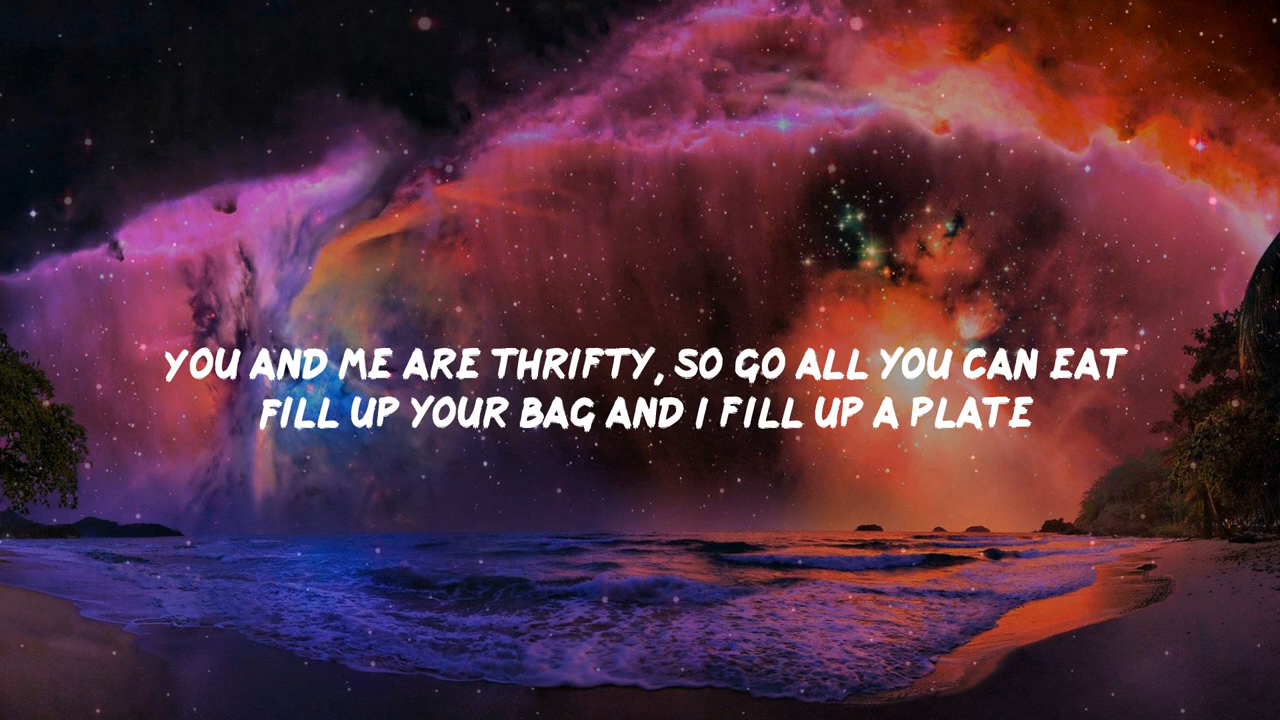 YOU AND ME ARE THRIFTY, SO GO ALL YOU CAN EAT
FILL UP YOUR BAG AND I FILL UP A PLATE